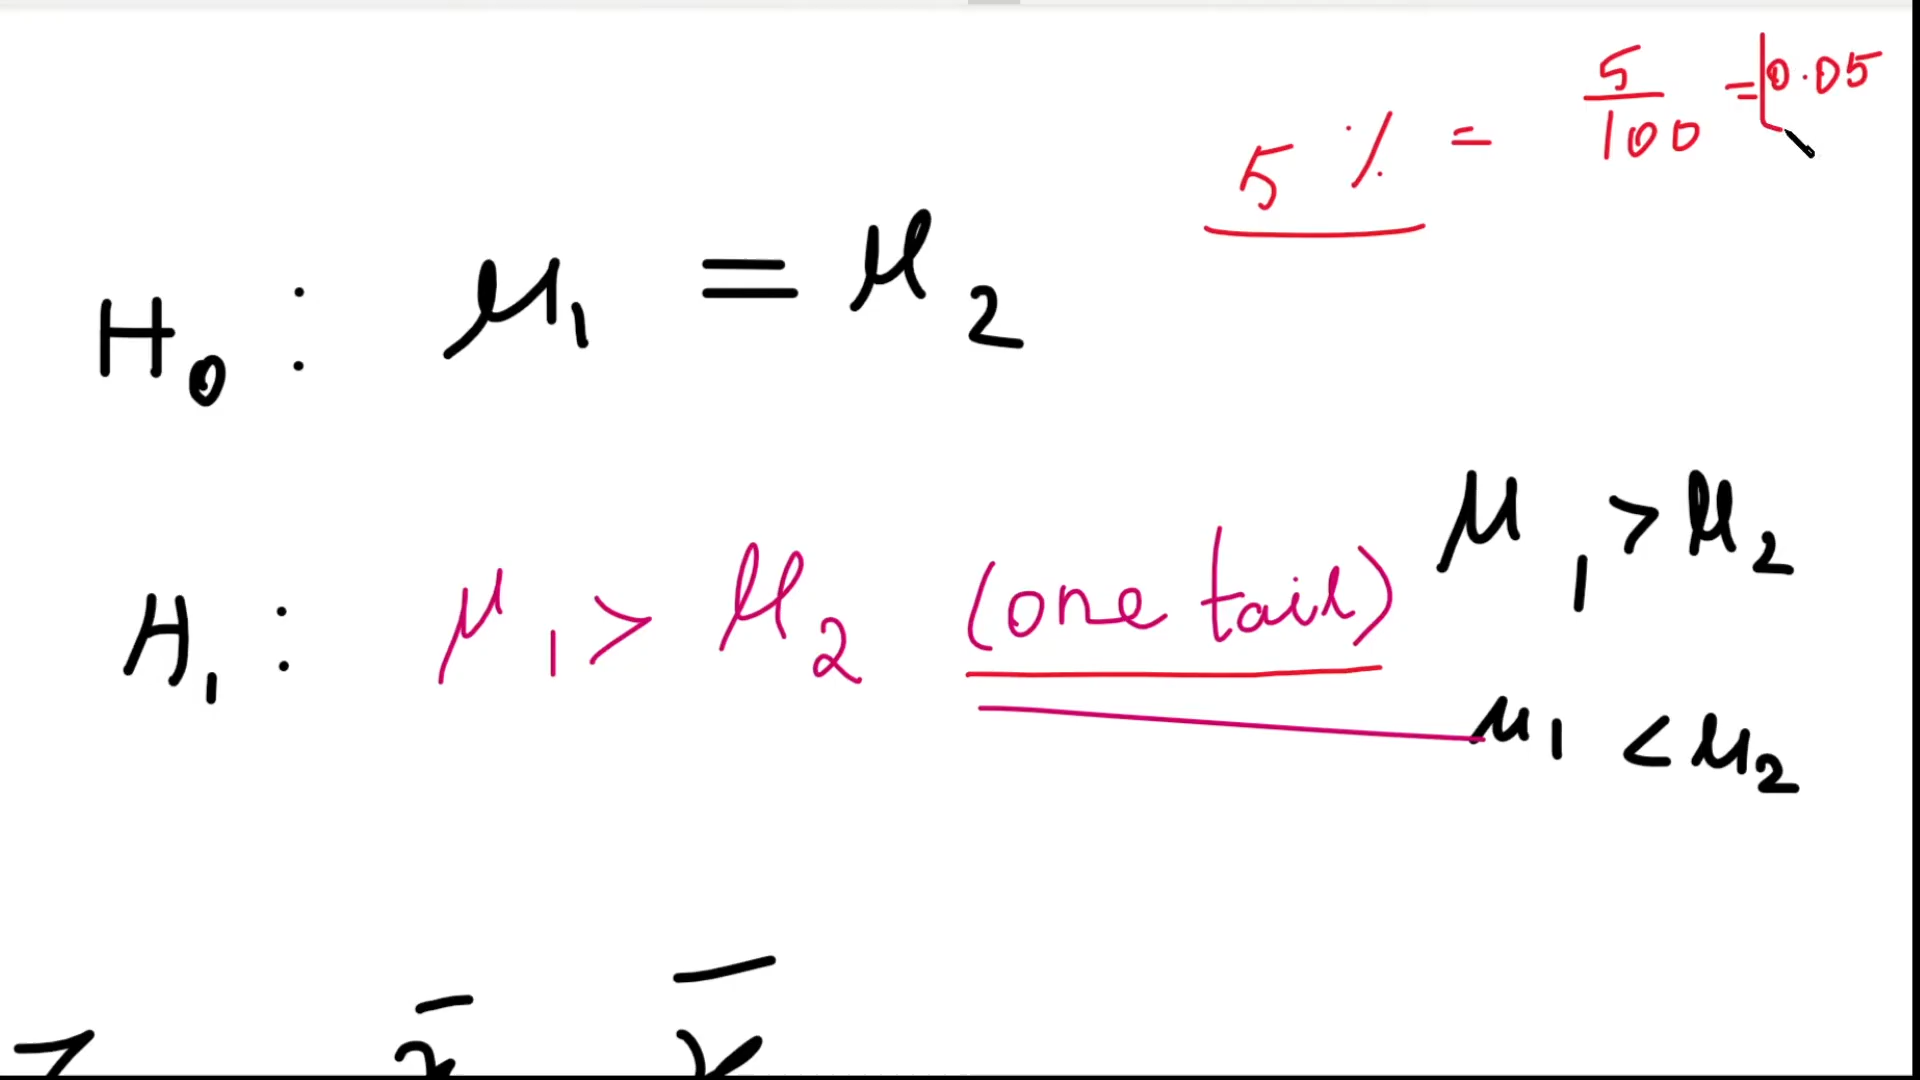 5 % = 5/100 = 0.05
H₀ : μ₁ = μ₂
μ₁ > μ₂
H₁ : μ₁ > μ₂ (one tail)
μ₁ < μ₂